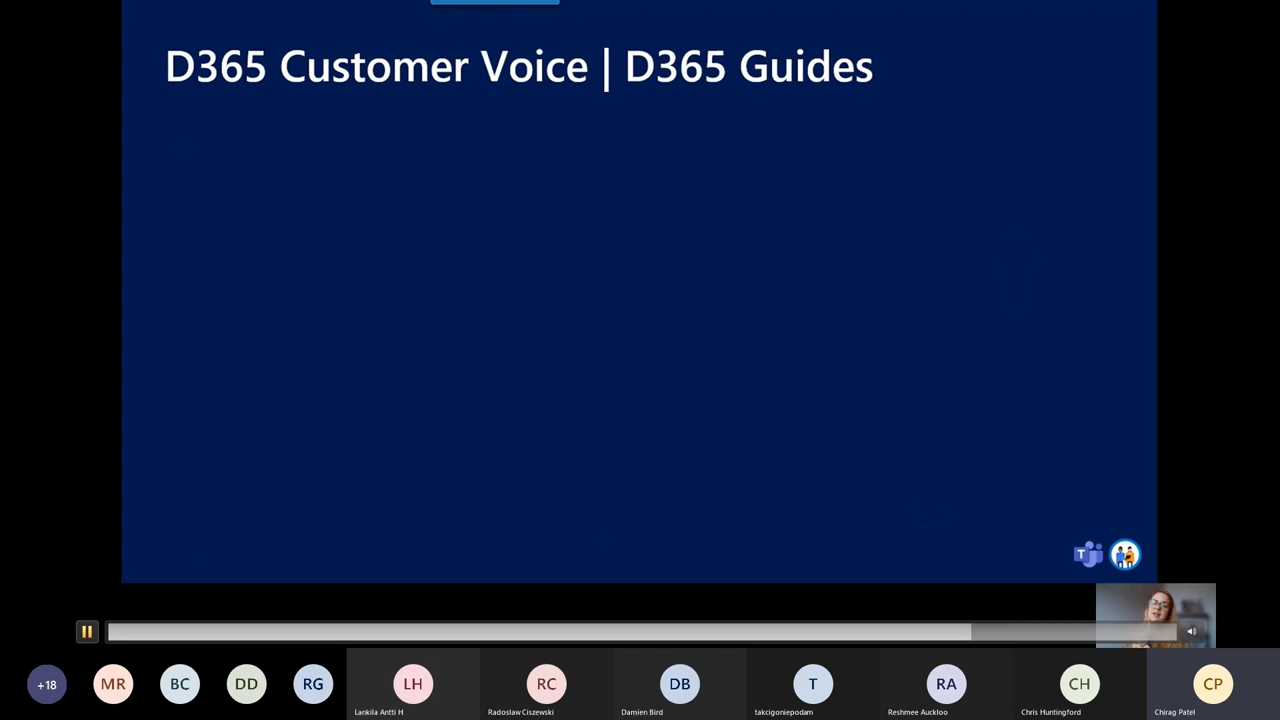 D365 Customer Voice | D365 Guides
T
+18
MR
BC
DD
RG
LH
RC
DB
T
RA
CH
CP
Lankila Antti H
Radoslaw Ciszewski
Damien Bird
takcigoniepodam
Reshmee Auckloo
Chris Huntingford
Chirag Patel